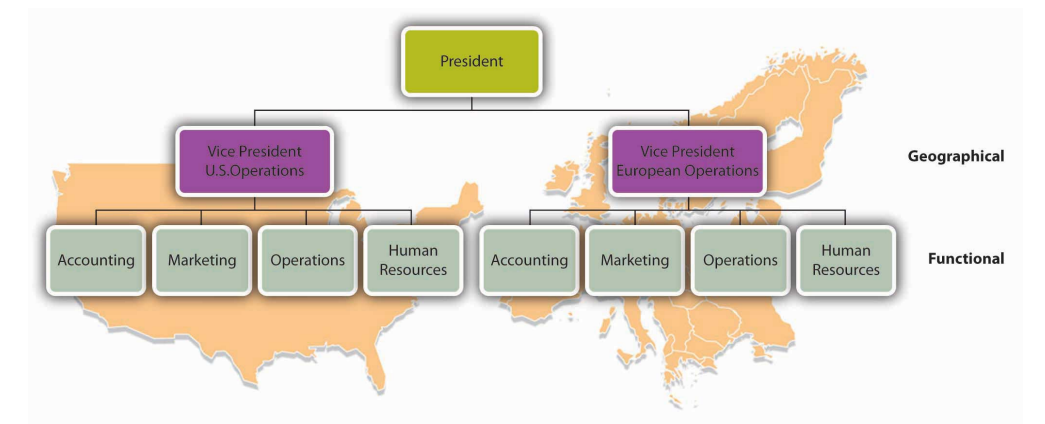 President
Vice President
U.S.Operations
Vice President
European Operations
Geographical
Accounting
Marketing
Operations
Human
Resources
Accounting
Marketing
Operations
Human
Resources
Functional